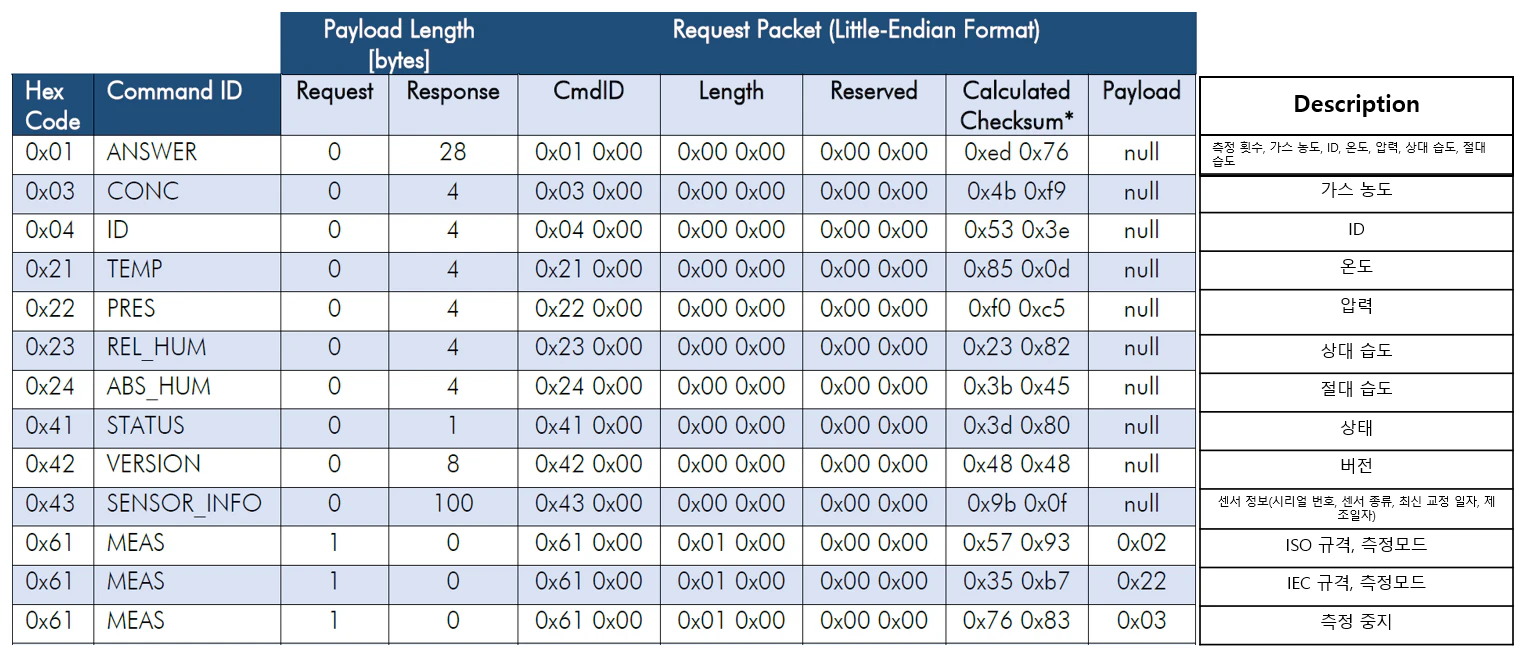 Payload Length [bytes] Request Packet (Little-Endian Format)
Hex Code Command ID Request Response CmdID Length Reserved Calculated Checksum* Payload Description
0x01 ANSWER 0 28 0x01 0x00 0x00 0x00 0x00 0x00 0xed 0x76 null 측정 횟수, 가스 농도, ID, 온도, 압력, 상대 습도, 절대 습도
0x03 CONC 0 4 0x03 0x00 0x00 0x00 0x00 0x00 0x4b 0xf9 null 가스 농도
0x04 ID 0 4 0x04 0x00 0x00 0x00 0x00 0x00 0x53 0x3e null ID
0x21 TEMP 0 4 0x21 0x00 0x00 0x00 0x00 0x00 0x85 0x0d null 온도
0x22 PRES 0 4 0x22 0x00 0x00 0x00 0x00 0x00 0xf0 0xc5 null 압력
0x23 REL_HUM 0 4 0x23 0x00 0x00 0x00 0x00 0x00 0x23 0x82 null 상대 습도
0x24 ABS_HUM 0 4 0x24 0x00 0x00 0x00 0x00 0x00 0x3b 0x45 null 절대 습도
0x41 STATUS 0 1 0x41 0x00 0x00 0x00 0x00 0x00 0x3d 0x80 null 상태
0x42 VERSION 0 8 0x42 0x00 0x00 0x00 0x00 0x00 0x48 0x48 null 버전
0x43 SENSOR_INFO 0 100 0x43 0x00 0x00 0x00 0x00 0x00 0x9b 0x0f null 센서 정보(시리얼 번호, 센서 종류, 최신 교정 일자, 제조일자)
0x61 MEAS 1 0 0x61 0x00 0x01 0x00 0x00 0x00 0x57 0x93 0x02 ISO 규격, 측정모드
0x61 MEAS 1 0 0x61 0x00 0x01 0x00 0x00 0x00 0x35 0xb7 0x22 IEC 규격, 측정모드
0x61 MEAS 1 0 0x61 0x00 0x01 0x00 0x00 0x00 0x76 0x83 0x03 측정 중지